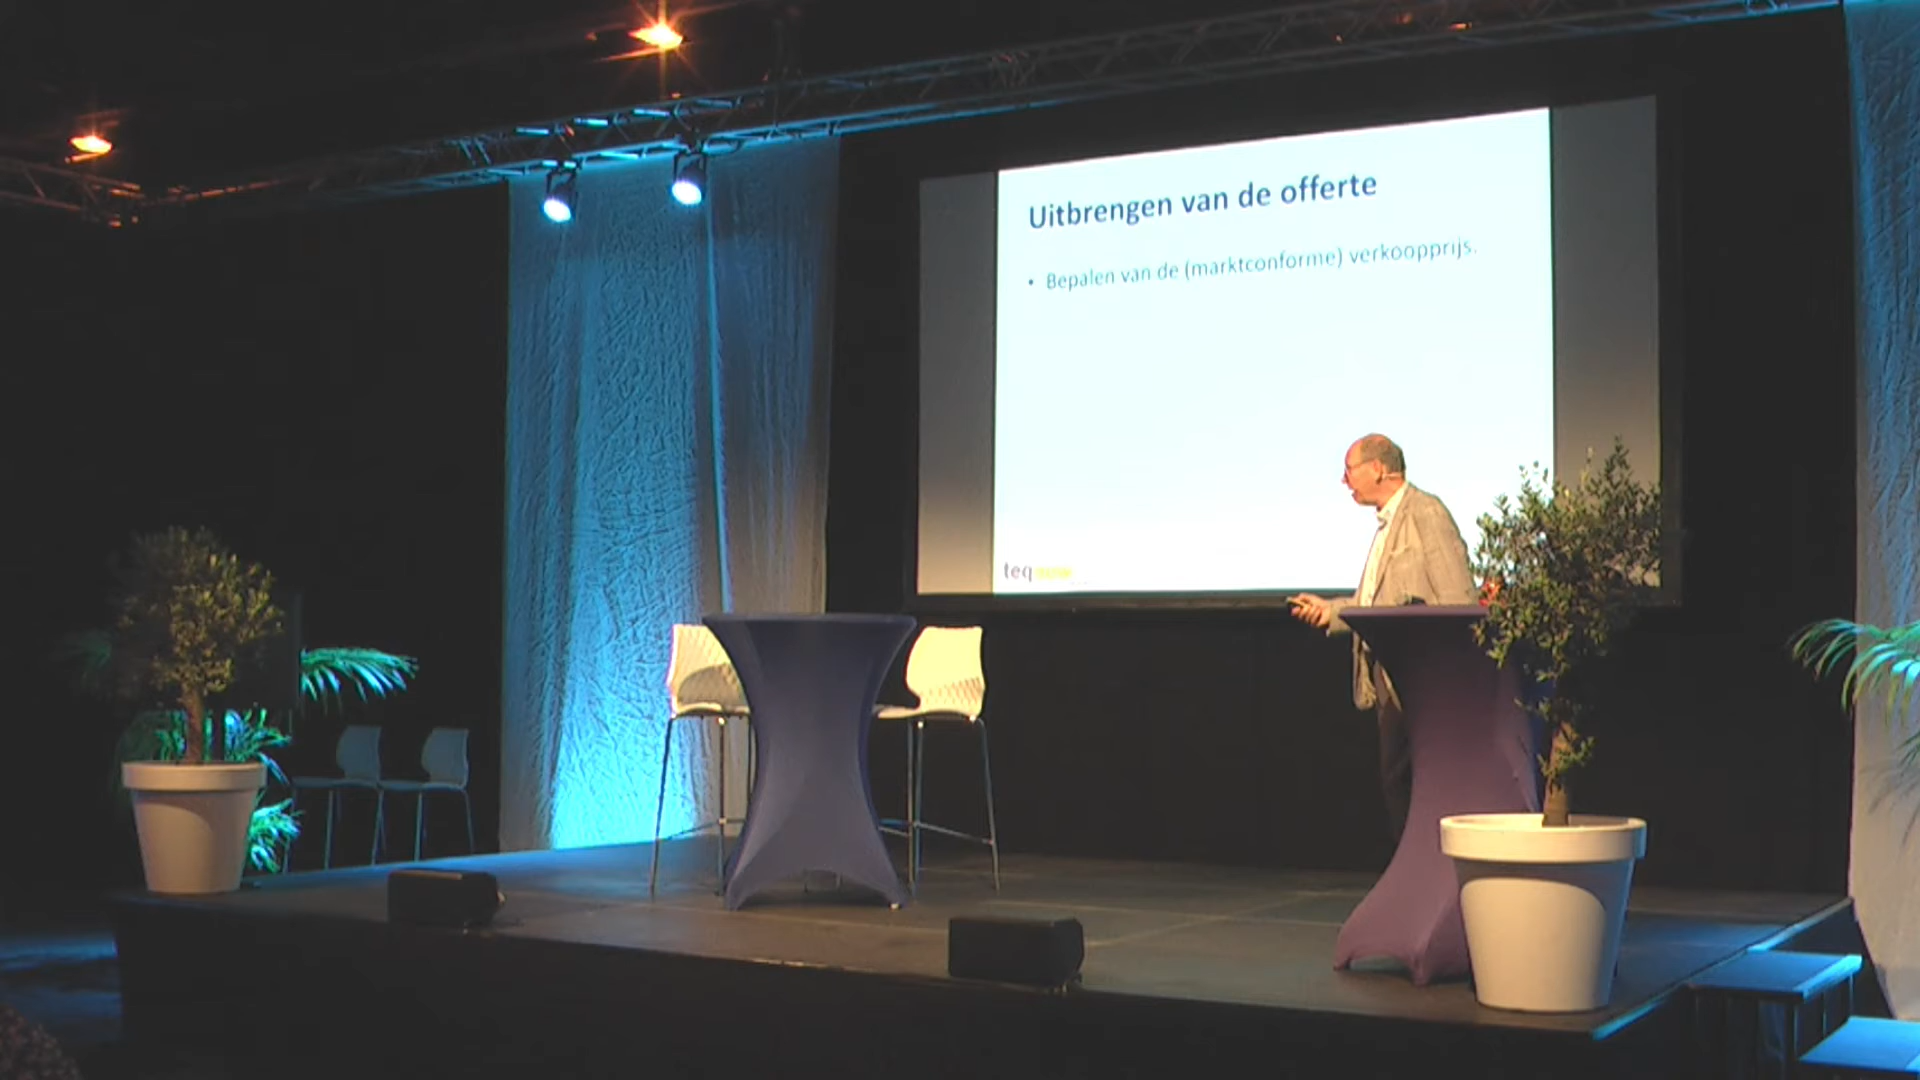 Uitbrengen van de offerte
• Bepalen van de (marktconforme) verkoopprijs.
teq